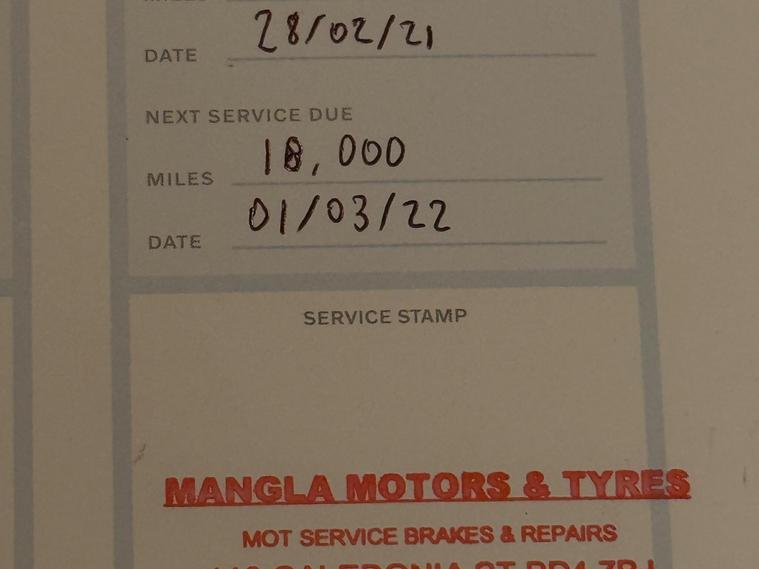 DATE 28/02/21
NEXT SERVICE DUE
MILES 18,000
DATE 01/03/22
SERVICE STAMP
MANGLA MOTORS & TYRES
MOT SERVICE BRAKES & REPAIRS